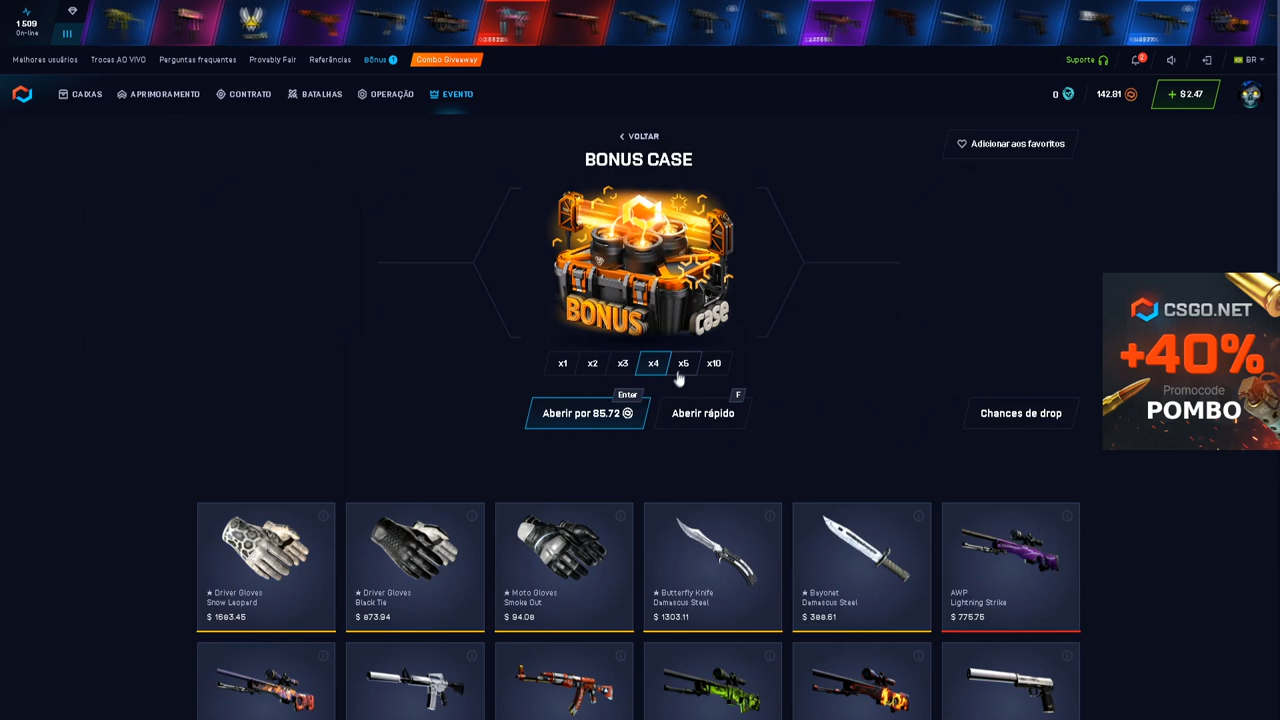 1 509
On-line
Melhores usuários
Trocas AO VIVO
Perguntas frequentes
Provably Fair
Referências
Bônus
Combo Giveaway
Suporte
BR
CAIXAS
APRIMORAMENTO
CONTRATO
BATALHAS
OPERAÇÃO
EVENTO
0
142.81
+ $ 2.47
VOLTAR
BONUS CASE
Adicionar aos favoritos
BONUS case
x1
x2
x3
x4
x5
x10
Enter
F
Aberir por 85.72
Aberir rápido
Chances de drop
CSGO.NET
+40%
Promocode
POMBO
★ Driver Gloves
Snow Leopard
$ 1683.45
★ Driver Gloves
Black Tie
$ 873.94
★ Moto Gloves
Smoke Out
$ 94.08
★ Butterfly Knife
Damascus Steel
$ 1303.11
★ Bayonet
Damascus Steel
$ 388.61
AWP
Lightning Strike
$ 775.75